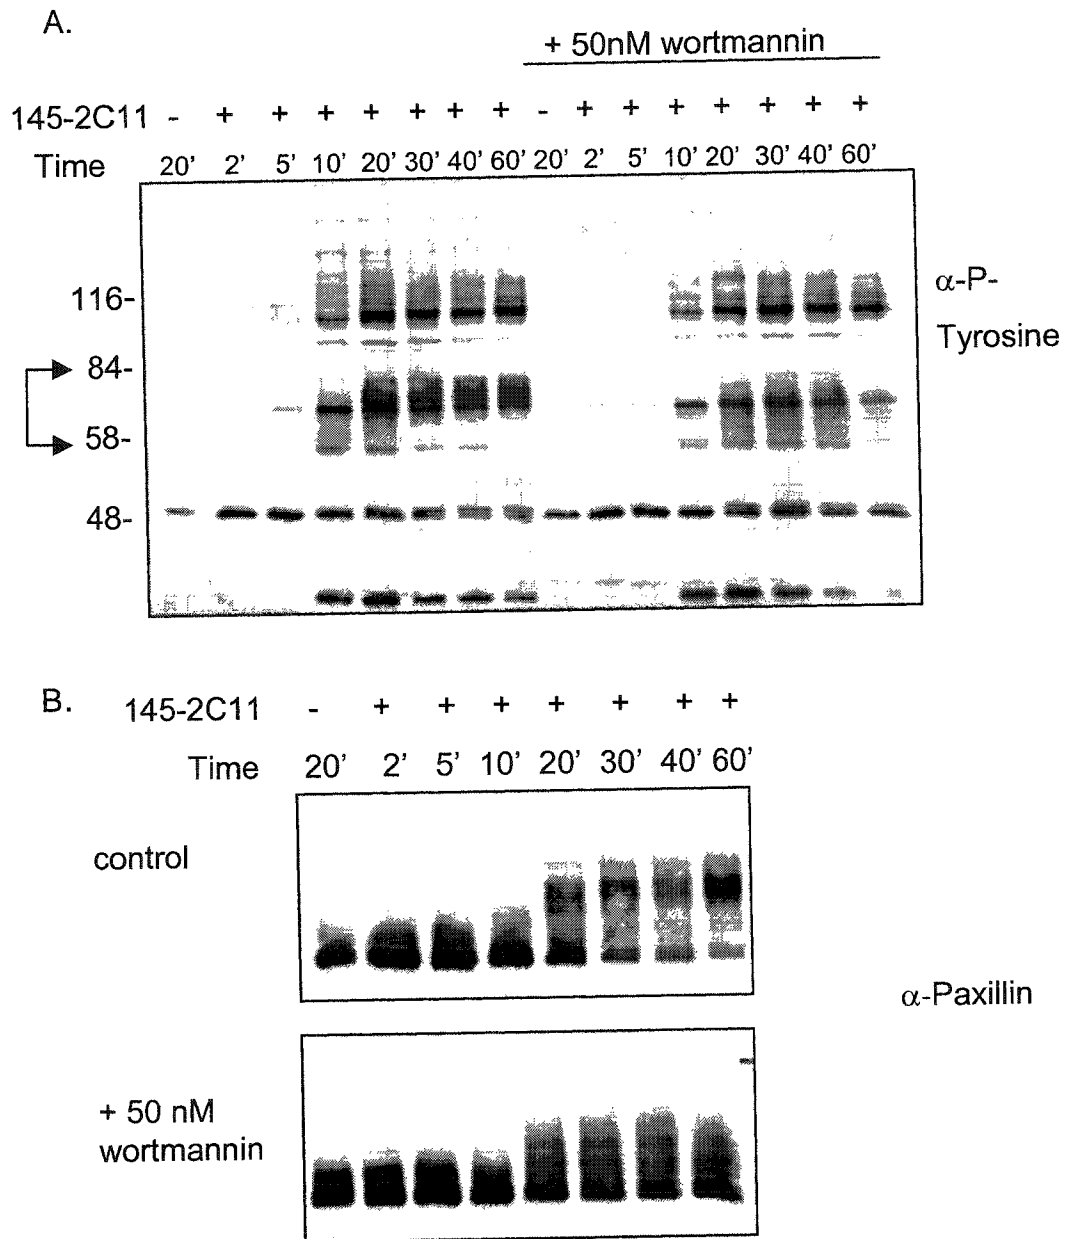 A.
+ 50nM wortmannin
145-2C11 - + + + + + + + - + + + + + + +
Time 20’ 2’ 5’ 10’ 20’ 30’ 40’ 60’ 20’ 2’ 5’ 10’ 20’ 30’ 40’ 60’
116-
84-
58-
48-
α-P-
Tyrosine
B.
145-2C11 - + + + + + + +
Time 20’ 2’ 5’ 10’ 20’ 30’ 40’ 60’
control
α-Paxillin
+ 50 nM
wortmannin